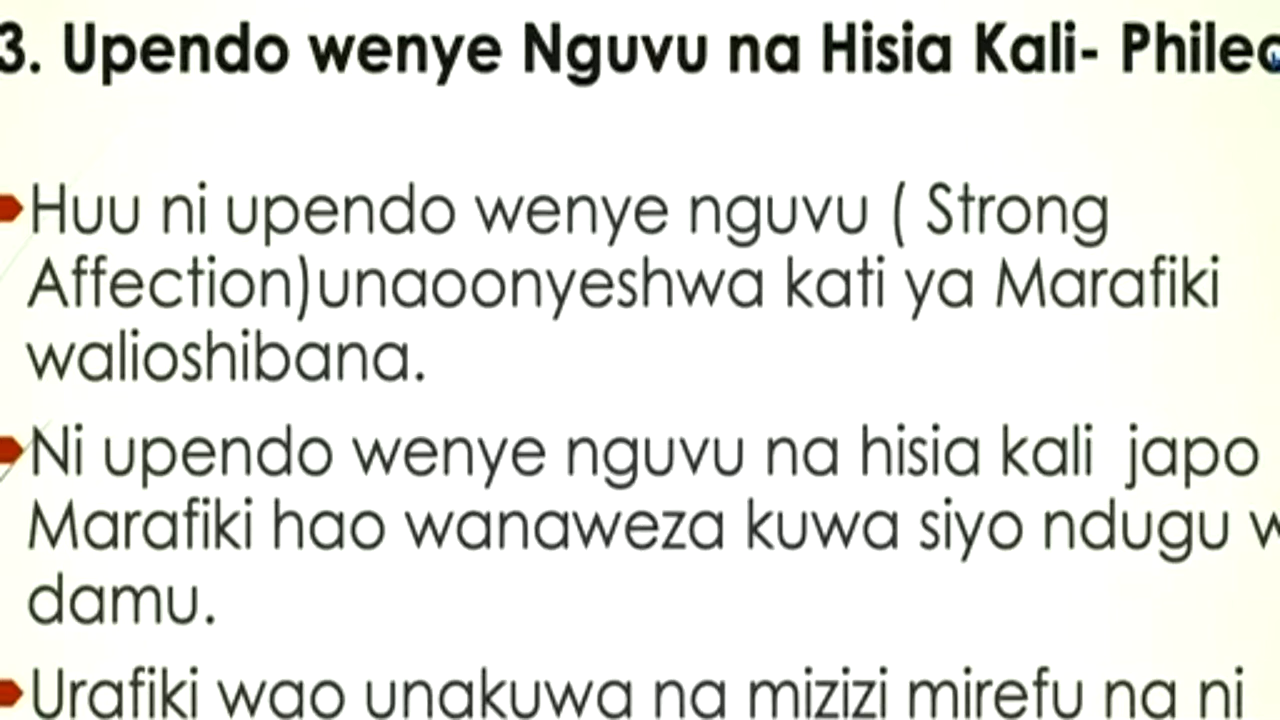 3. Upendo wenye Nguvu na Hisia Kali- Phileo
Huu ni upendo wenye nguvu ( Strong
Affection)unaoonyeshwa kati ya Marafiki
walioshibana.
Ni upendo wenye nguvu na hisia kali japo
Marafiki hao wanaweza kuwa siyo ndugu
damu.
Urafiki wao unakuwa na mizizi mirefu na ni